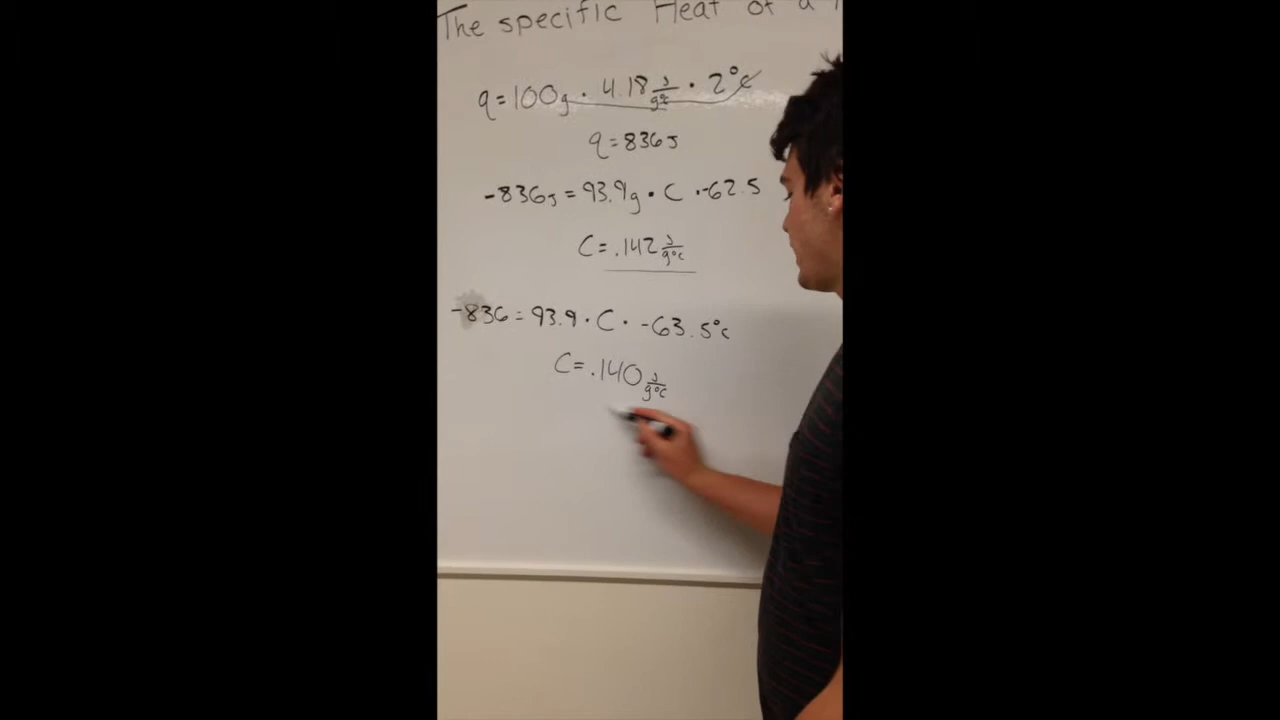 The specific Heat of a
q=100g · 4.18 J/g°C · 2°C
q=836J
-836J = 93.9g · C · -62.5
C=.142 J/g°C
-836 = 93.9 · C · -63.5°C
C=.140 J/g°C